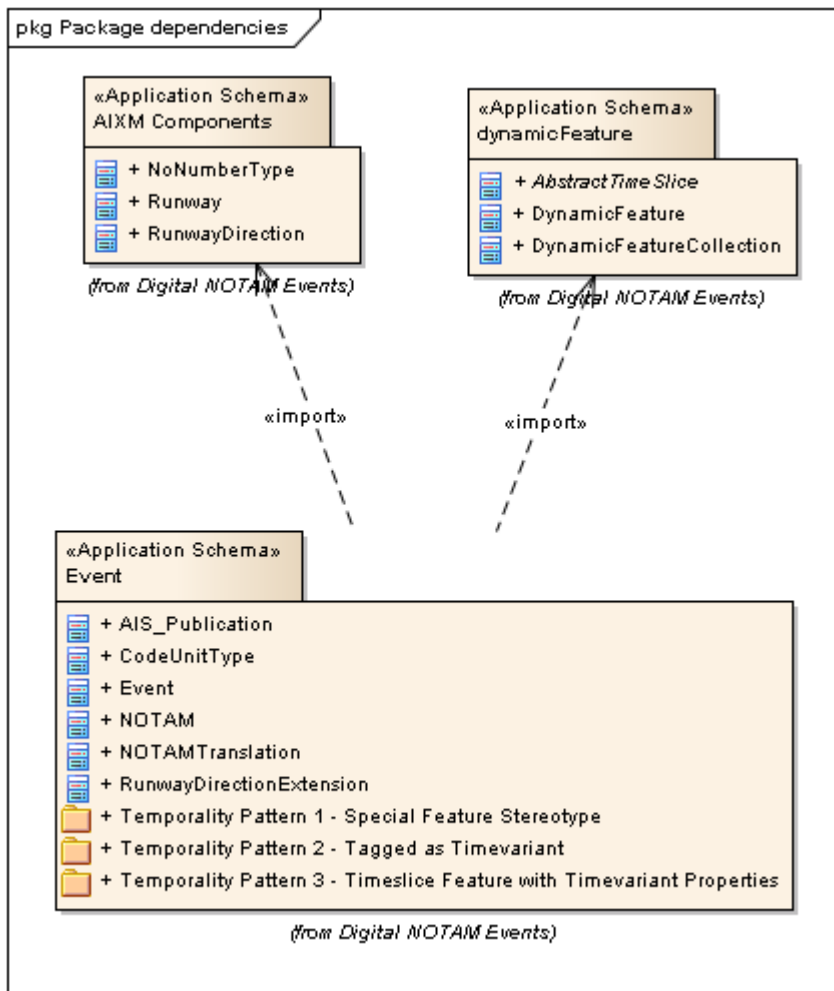 pkg Package dependencies
«Application Schema»
AIXM Components
+ NoNumberType
+ Runway
+ RunwayDirection
(from Digital NOTAM Events)
«Application Schema»
dynamicFeature
+ AbstractTimeSlice
+ DynamicFeature
+ DynamicFeatureCollection
(from Digital NOTAM Events)
«import»
«import»
«Application Schema»
Event
+ AIS_Publication
+ CodeUnitType
+ Event
+ NOTAM
+ NOTAMTranslation
+ RunwayDirectionExtension
+ Temporality Pattern 1 - Special Feature Stereotype
+ Temporality Pattern 2 - Tagged as Timevariant
+ Temporality Pattern 3 - Timeslice Feature with Timevariant Properties
(from Digital NOTAM Events)